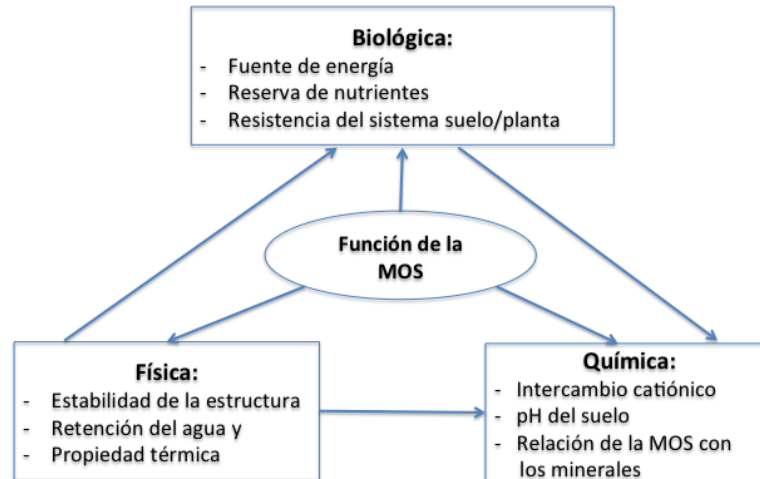 Biológica:
- Fuente de energía
- Reserva de nutrientes
- Resistencia del sistema suelo/planta
Función de la
MOS
Física:
- Estabilidad de la estructura
- Retención del agua y
- Propiedad térmica
Química:
- Intercambio catiónico
- pH del suelo
- Relación de la MOS con
los minerales